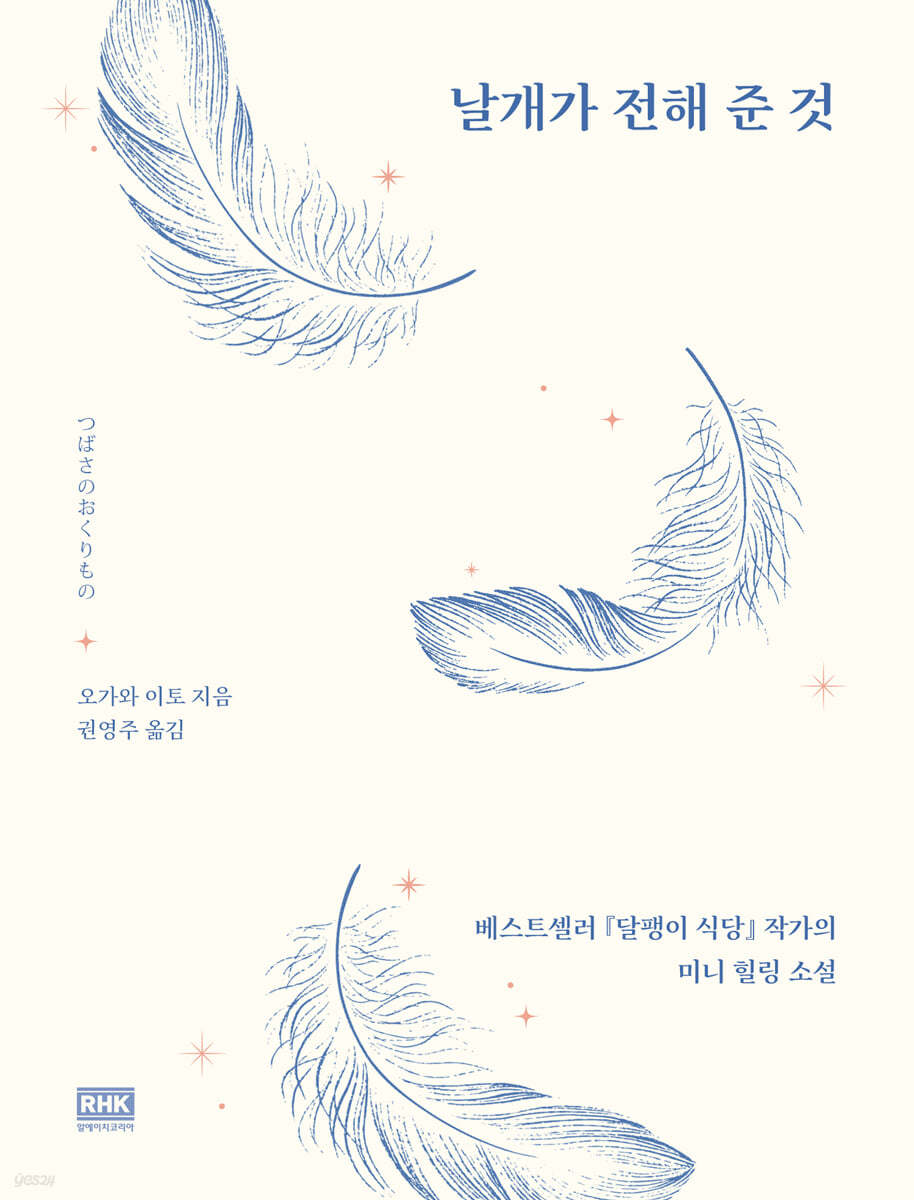 날개가 전해 준 것
つばさのおくりもの
오가와 이토 지음
권영주 옮김
베스트셀러 『달팽이 식당』 작가의
미니 힐링 소설
RHK
알에이치코리아
yes24